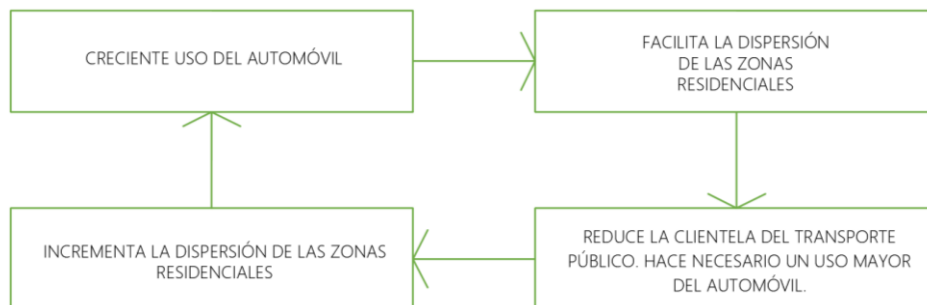 CRECIENTE USO DEL AUTOMÓVIL
FACILITA LA DISPERSIÓN
DE LAS ZONAS
RESIDENCIALES
REDUCE LA CLIENTELA DEL TRANSPORTE
PÚBLICO. HACE NECESARIO UN USO MAYOR
DEL AUTOMÓVIL.
INCREMENTA LA DISPERSIÓN DE LAS ZONAS
RESIDENCIALES